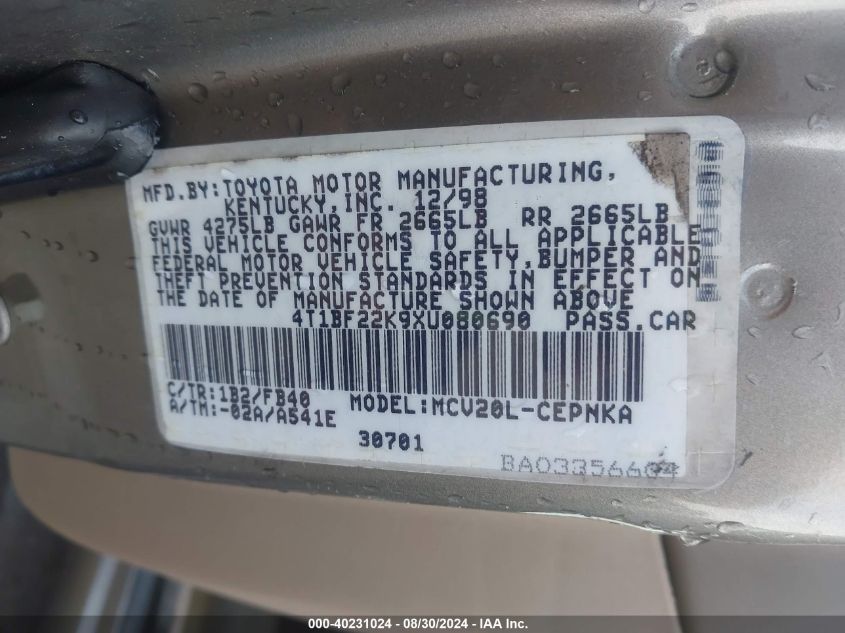 MFD.BY:TOYOTA MOTOR MANUFACTURING,
KENTUCKY,INC. 12/98
GVWR 4275LB GAWR FR 2665LB RR 2665LB
THIS VEHICLE CONFORMS TO ALL APPLICABLE
FEDERAL MOTOR VEHICLE SAFETY,BUMPER AND
THEFT PREVENTION STANDARDS IN EFFECT ON
THE DATE OF MANUFACTURE SHOWN ABOVE
4T1BF22K9XU080690 PASS.CAR
C/TR:1B2/FB40
A/TM:-02A/A541E
MODEL:MCV20L-CEPNKA
30701
000-40231024 - 08/30/2024 - IAA Inc.